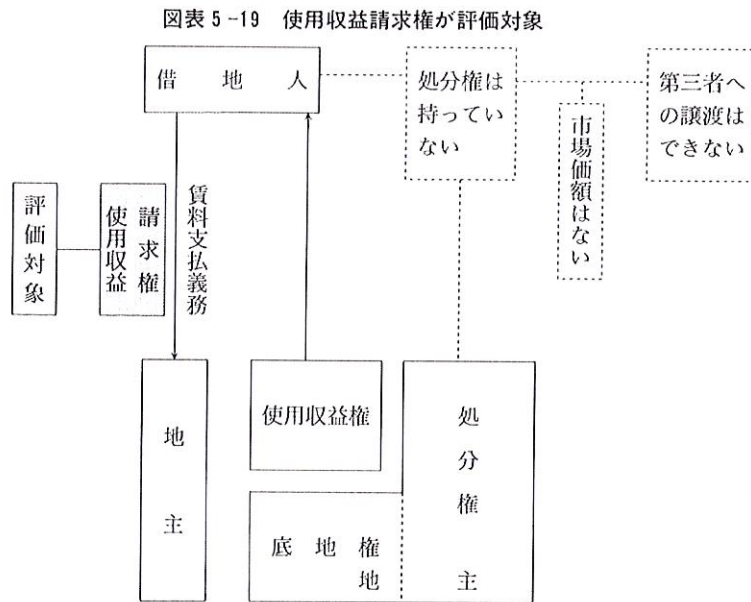 図表5-19 使用収益請求権が評価対象
借地人
処分権は
持ってい
ない
市場価額はない
第三者へ
の譲渡は
できない
評価対象
使用収益
請求権
賃料支払義務
地主
使用収益権
処分権
底地権
地主